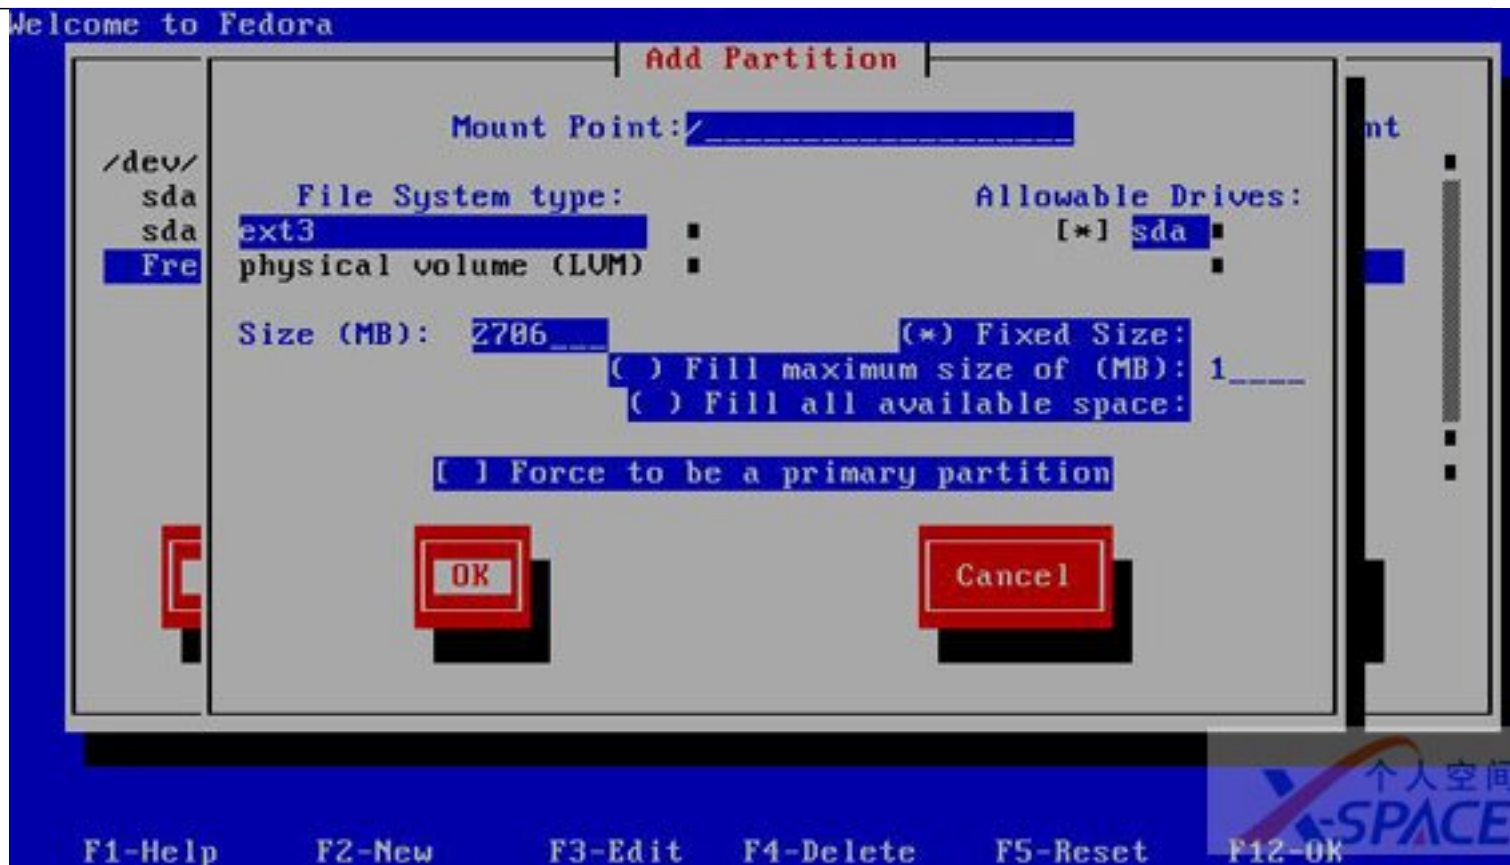 Welcome to Fedora
Add Partition
Mount Point:/____________________
nt
/dev/
sda
File System type:
Allowable Drives:
sda
ext3
[*] sda
Fre
physical volume (LVM)
Size (MB): 2706___
(*) Fixed Size:
( ) Fill maximum size of (MB): 1____
( ) Fill all available space:
[ ] Force to be a primary partition
OK
Cancel
个人空间
X-SPACE
F1-Help F2-New F3-Edit F4-Delete F5-Reset F12-OK